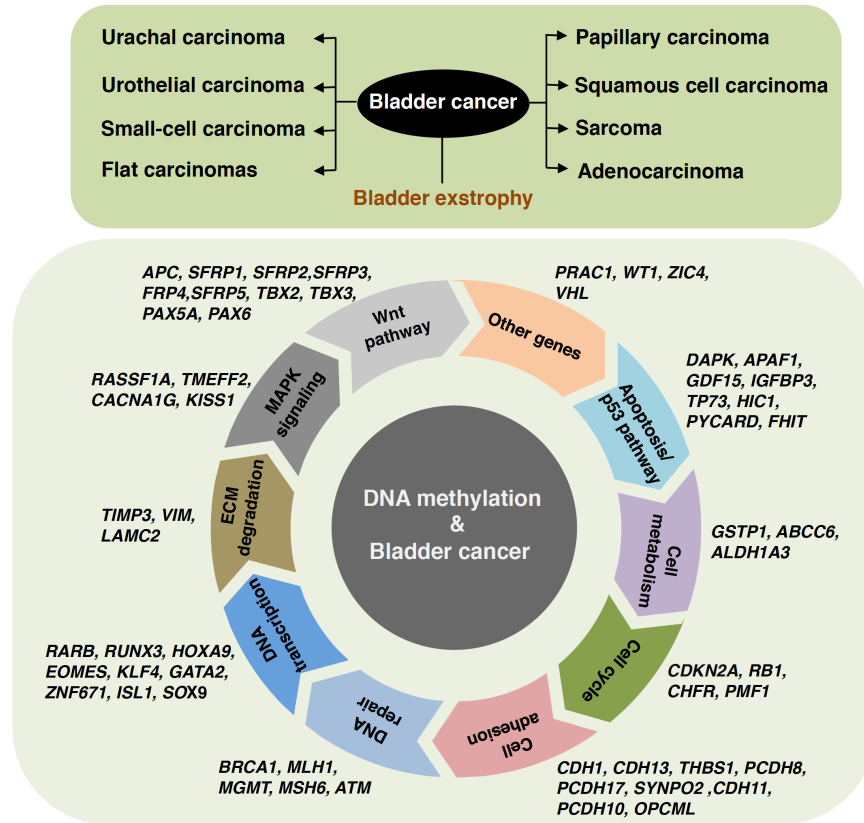 Urachal carcinoma
Urothelial carcinoma
Small-cell carcinoma
Flat carcinomas
Bladder cancer
Papillary carcinoma
Squamous cell carcinoma
Sarcoma
Adenocarcinoma
Bladder exstrophy
APC, SFRP1, SFRP2,SFRP3,
FRP4,SFRP5, TBX2, TBX3,
PAX5A, PAX6
Wnt
pathway
PRAC1, WT1, ZIC4,
VHL
Other genes
DAPK, APAF1,
GDF15, IGFBP3,
TP73, HIC1,
PYCARD, FHIT
Apoptosis/
p53 pathway
GSTP1, ABCC6,
ALDH1A3
Cell
metabolism
CDKN2A, RB1,
CHFR, PMF1
Cell cycle
CDH1, CDH13, THBS1, PCDH8,
PCDH17, SYNPO2 ,CDH11,
PCDH10, OPCML
Cell
adhesion
BRCA1, MLH1,
MGMT, MSH6, ATM
DNA
repair
RARB, RUNX3, HOXA9,
EOMES, KLF4, GATA2,
ZNF671, ISL1, SOX9
DNA
transcription
TIMP3, VIM,
LAMC2
ECM
degradation
RASSF1A, TMEFF2,
CACNA1G, KISS1
MAPK
signaling
DNA methylation
&
Bladder cancer